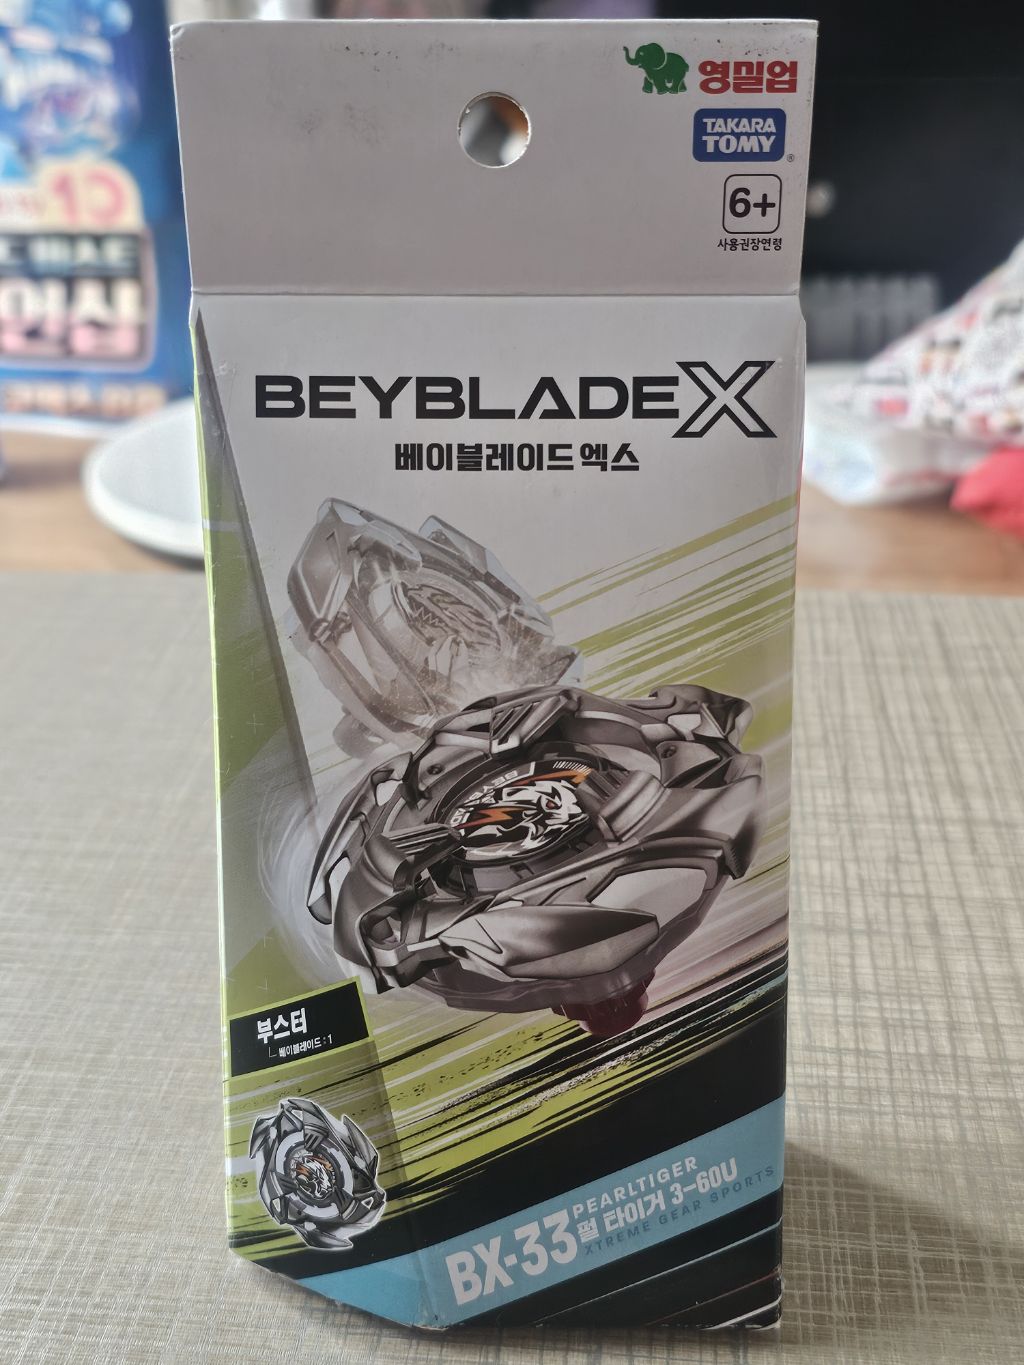 영실업
TAKARA
TOMY
®
6+
사용권장연령
BEYBLADE X
베이블레이드 엑스
부스터
베이블레이드 : 1
BX-33
PEARLTIGER
펄 타이거 3-60U
XTREME GEAR SPORTS